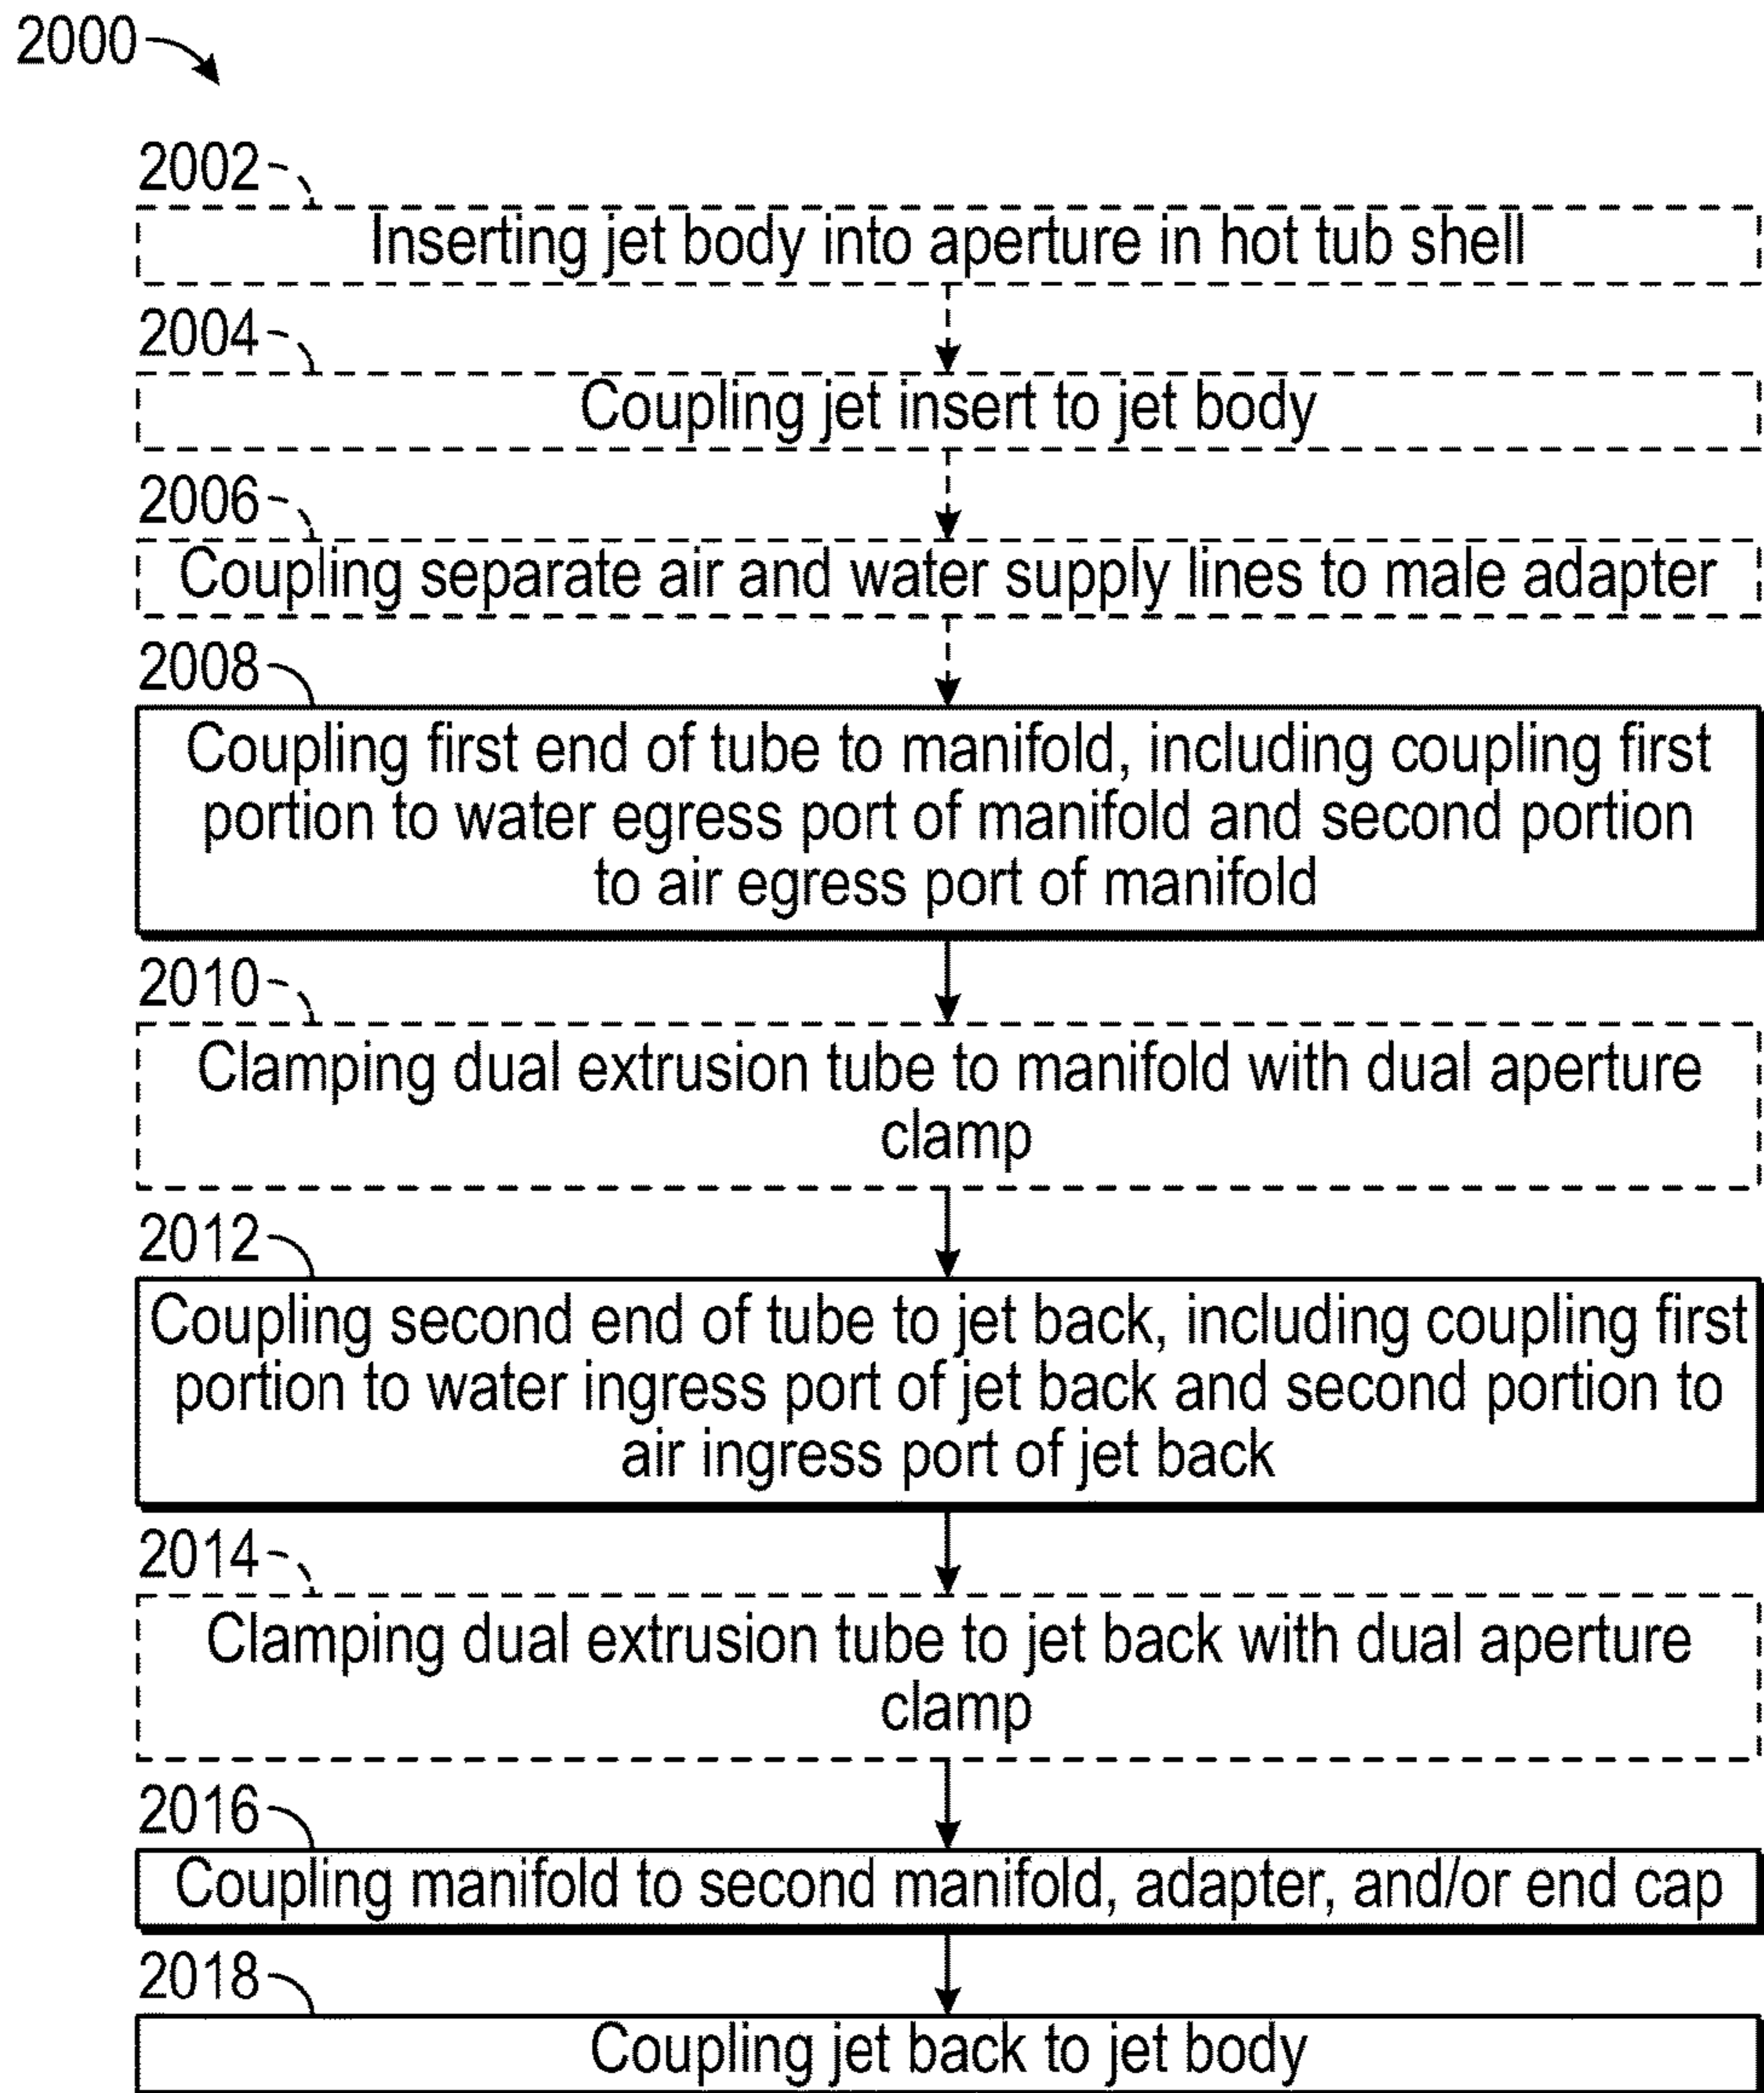 2000
2002
Inserting jet body into aperture in hot tub shell
2004
Coupling jet insert to jet body
2006
Coupling separate air and water supply lines to male adapter
2008
Coupling first end of tube to manifold, including coupling first
portion to water egress port of manifold and second portion
to air egress port of manifold
2010
Clamping dual extrusion tube to manifold with dual aperture
clamp
2012
Coupling second end of tube to jet back, including coupling first
portion to water ingress port of jet back and second portion to
air ingress port of jet back
2014
Clamping dual extrusion tube to jet back with dual aperture
clamp
2016
Coupling manifold to second manifold, adapter, and/or end cap
2018
Coupling jet back to jet body